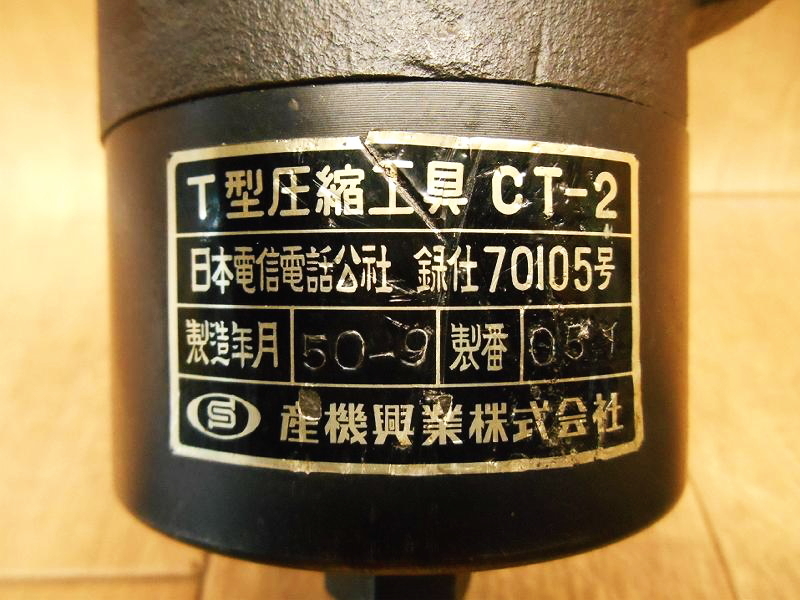 T型圧縮工具 CT-2
日本電信電話公社 録仕70105号
製造年月 50-9 製番
S 産機興業株式会社